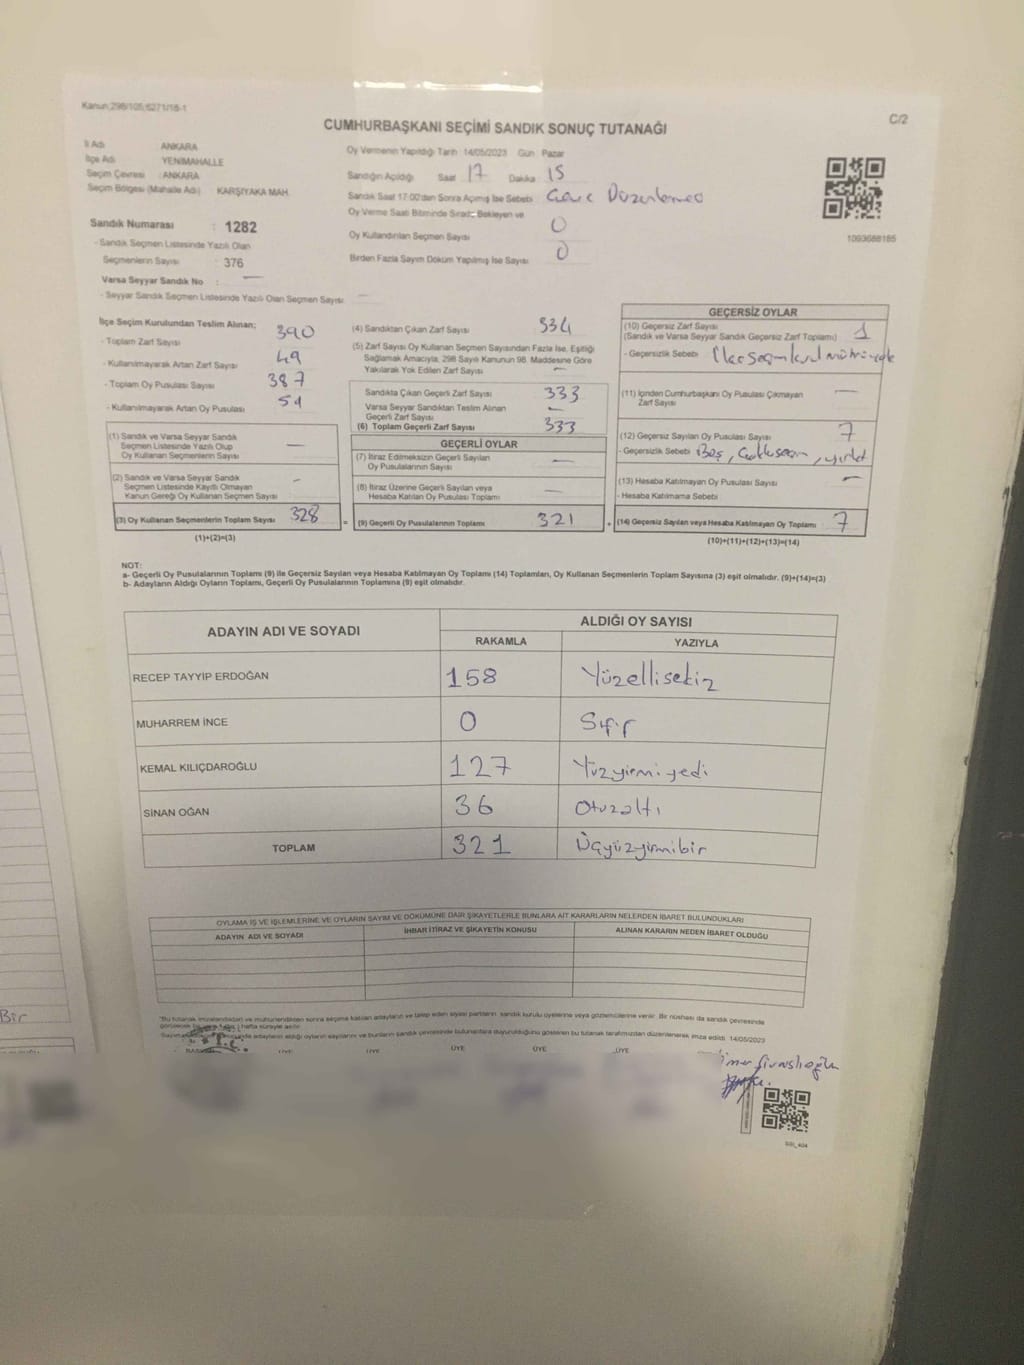 Kanun;298/105;6271/18-1
C/2
CUMHURBAŞKANI SEÇİMİ SANDIK SONUÇ TUTANAĞI
İl Adı ANKARA
İlçe Adı YENİMAHALLE
Seçim Çevresi : ANKARA
Seçim Bölgesi (Mahalle Adı) KARŞIYAKA MAH.
Oy Vermenin Yapıldığı Tarih 14/05/2023 Gün Pazar
Sandığın Açıldığı Saat 17 Dakika 15
Sandık Saat 17:00'den Sonra Açımış İse Sebebi Düzenlemesi
Oy Verme Saati Bitiminde Sırada Bekleyen ve
Oy Kullandırılan Seçmen Sayısı 0
Birden Fazla Sayım Döküm Yapılmış İse Sayısı 0
1093688185
Sandık Numarası : 1282
- Sandık Seçmen Listesinde Yazılı Olan
Seçmenlerin Sayısı : 376
Varsa Seyyar Sandık No : —
- Seyyar Sandık Seçmen Listesinde Yazılı Olan Seçmen Sayısı: —
İlçe Seçim Kurulundan Teslim Alınan;
- Toplam Zarf Sayısı 390
- Kullanılmayarak Artan Zarf Sayısı 49
- Toplam Oy Pusulası Sayısı 387
- Kullanılmayarak Artan Oy Pusulası 54
(1) Sandık ve Varsa Seyyar Sandık
Seçmen Listesinde Yazılı Olup
Oy Kullanan Seçmenlerin Sayısı —
(2) Sandık ve Varsa Seyyar Sandık
Seçmen Listesinde Kayıtlı Olmayan
Kanun Gereği Oy Kullanan Seçmen Sayısı -
(3) Oy Kullanan Seçmenlerin Toplam Sayısı 328
(1)+(2)=(3)
=
(4) Sandıktan Çıkan Zarf Sayısı 334
(5) Zarf Sayısı Oy Kullanan Seçmen Sayısından Fazla İse, Eşitliği
Sağlamak Amacıyla, 298 Sayılı Kanunun 98. Maddesine Göre
Yakılarak Yok Edilen Zarf Sayısı —
Sandıkta Çıkan Geçerli Zarf Sayısı 333
Varsa Seyyar Sandıktan Teslim Alınan
Geçerli Zarf Sayısı —
(6) Toplam Geçerli Zarf Sayısı 333
GEÇERLİ OYLAR
(7) İtiraz Edilmeksizin Geçerli Sayılan
Oy Pusulalarının Sayısı —
(8) İtiraz Üzerine Geçerli Sayılan veya
Hesaba Katılan Oy Pusulası Toplamı —
(9) Geçerli Oy Pusulalarının Toplamı 321
+
GEÇERSİZ OYLAR
(10) Geçersiz Zarf Sayısı
(Sandık ve Varsa Seyyar Sandık Geçersiz Zarf Toplamı) 1
- Geçersizlik Sebebi
(11) İçinden Cumhurbaşkanı Oy Pusulası Çıkmayan
Zarf Sayısı —
(12) Geçersiz Sayılan Oy Pusulası Sayısı 7
- Geçersizlik Sebebi Boş,
(13) Hesaba Katılmayan Oy Pusulası Sayısı —
- Hesaba Katılmama Sebebi
(14) Geçersiz Sayılan veya Hesaba Katılmayan Oy Toplamı 7
(10)+(11)+(12)+(13)=(14)
NOT:
a- Geçerli Oy Pusulalarının Toplamı (9) ile Geçersiz Sayılan veya Hesaba Katılmayan Oy Toplamı (14) Toplamları, Oy Kullanan Seçmenlerin Toplam Sayısına (3) eşit olmalıdır. (9)+(14)=(3)
b- Adayların Aldığı Oyların Toplamı, Geçerli Oy Pusulalarının Toplamına (9) eşit olmalıdır.
ADAYIN ADI VE SOYADI
ALDIĞI OY SAYISI
RAKAMLA YAZIYLA
RECEP TAYYİP ERDOĞAN 158 Yüzellisekiz
MUHARREM İNCE 0 Sıfır
KEMAL KILIÇDAROĞLU 127 Yüzyirmiyedi
SİNAN OĞAN 36 Otuzaltı
TOPLAM 321 Üçyüzyirmibir
OYLAMA İŞ VE İŞLEMLERİNE VE OYLARIN SAYIM VE DÖKÜMÜNE DAİR ŞİKAYETLERLE BUNLARA AİT KARARLARIN NELERDEN İBARET BULUNDUKLARI
ADAYIN ADI VE SOYADI İHBAR İTİRAZ VE ŞİKAYETİN KONUSU ALINAN KARARIN NEDEN İBARET OLDUĞU
"Bu tutanak imzalandıktan ve mühürlendikten sonra seçime katılan adayların ve talep eden siyasi partilerin sandık kurulu üyelerine veya gözlemcilerine verilir. Bir nüshası da sandık çevresinde
hafta süreyle asılır.
adayların aldığı oyların sayılarını ve bunların sandık çevresinde bulunanlara duyurulduğunu gösteren bu tutanak tarafımızdan düzenlenerek imza edildi. 14/05/2023
T.C.
ÜYE ÜYE ÜYE ÜYE ÜYE
Bir